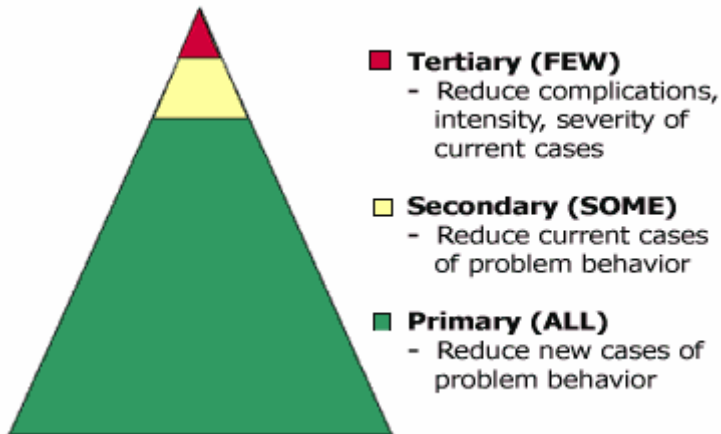 Tertiary (FEW)
- Reduce complications,
intensity, severity of
current cases
Secondary (SOME)
- Reduce current cases
of problem behavior
Primary (ALL)
- Reduce new cases of
problem behavior